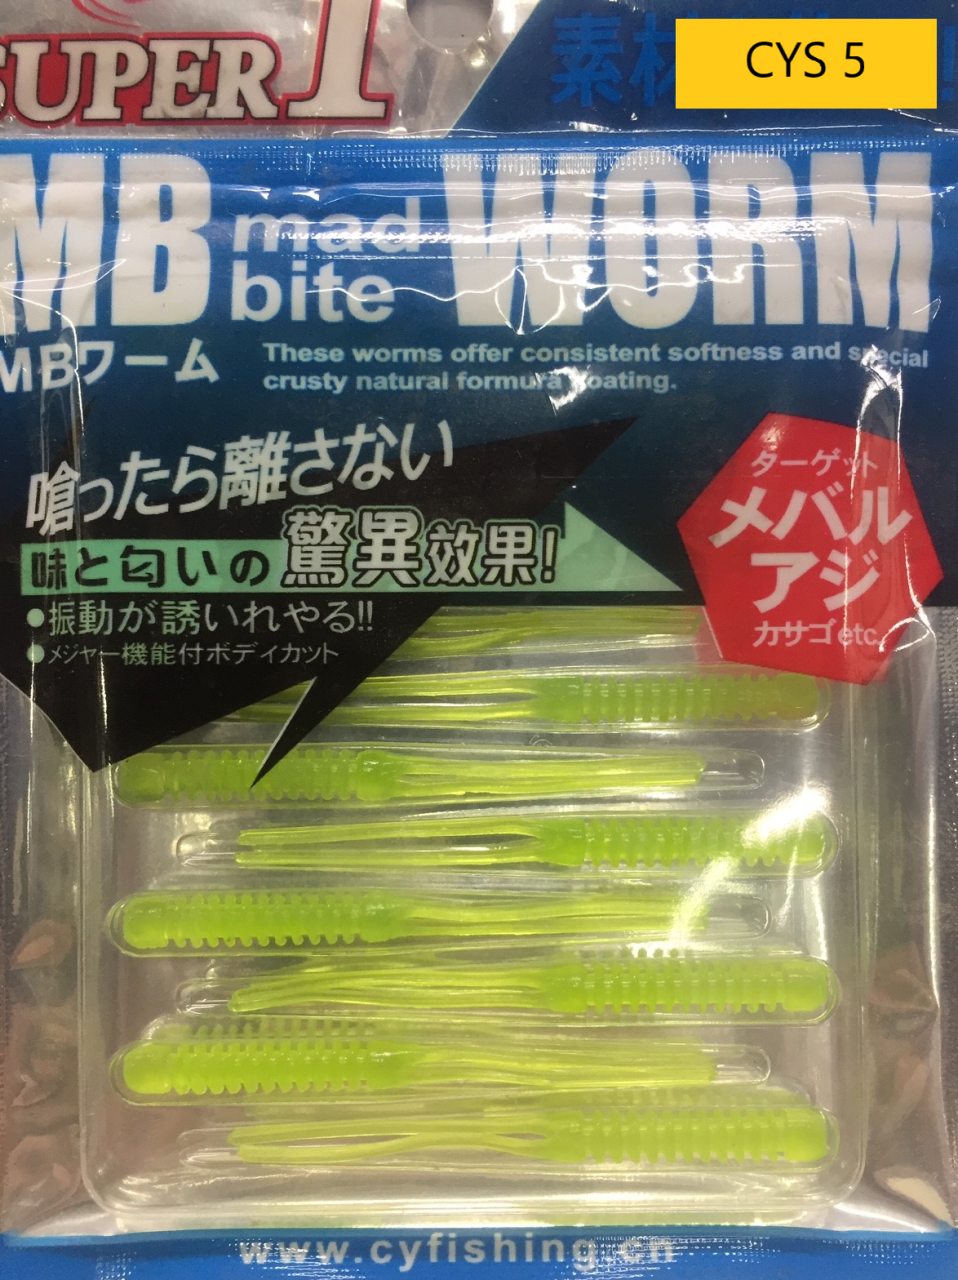 SUPER 1
素材
CYS 5
MB mad bite WORM
MBワーム
These worms offer consistent softness and special
crusty natural formura coating.
喰ったら離さない
味と匂いの驚異効果!
●振動が誘いれやる!!
●メジャー機能付ボディカット
ターゲット
メバル
アジ
カサゴetc.
www.cyfishing.cn